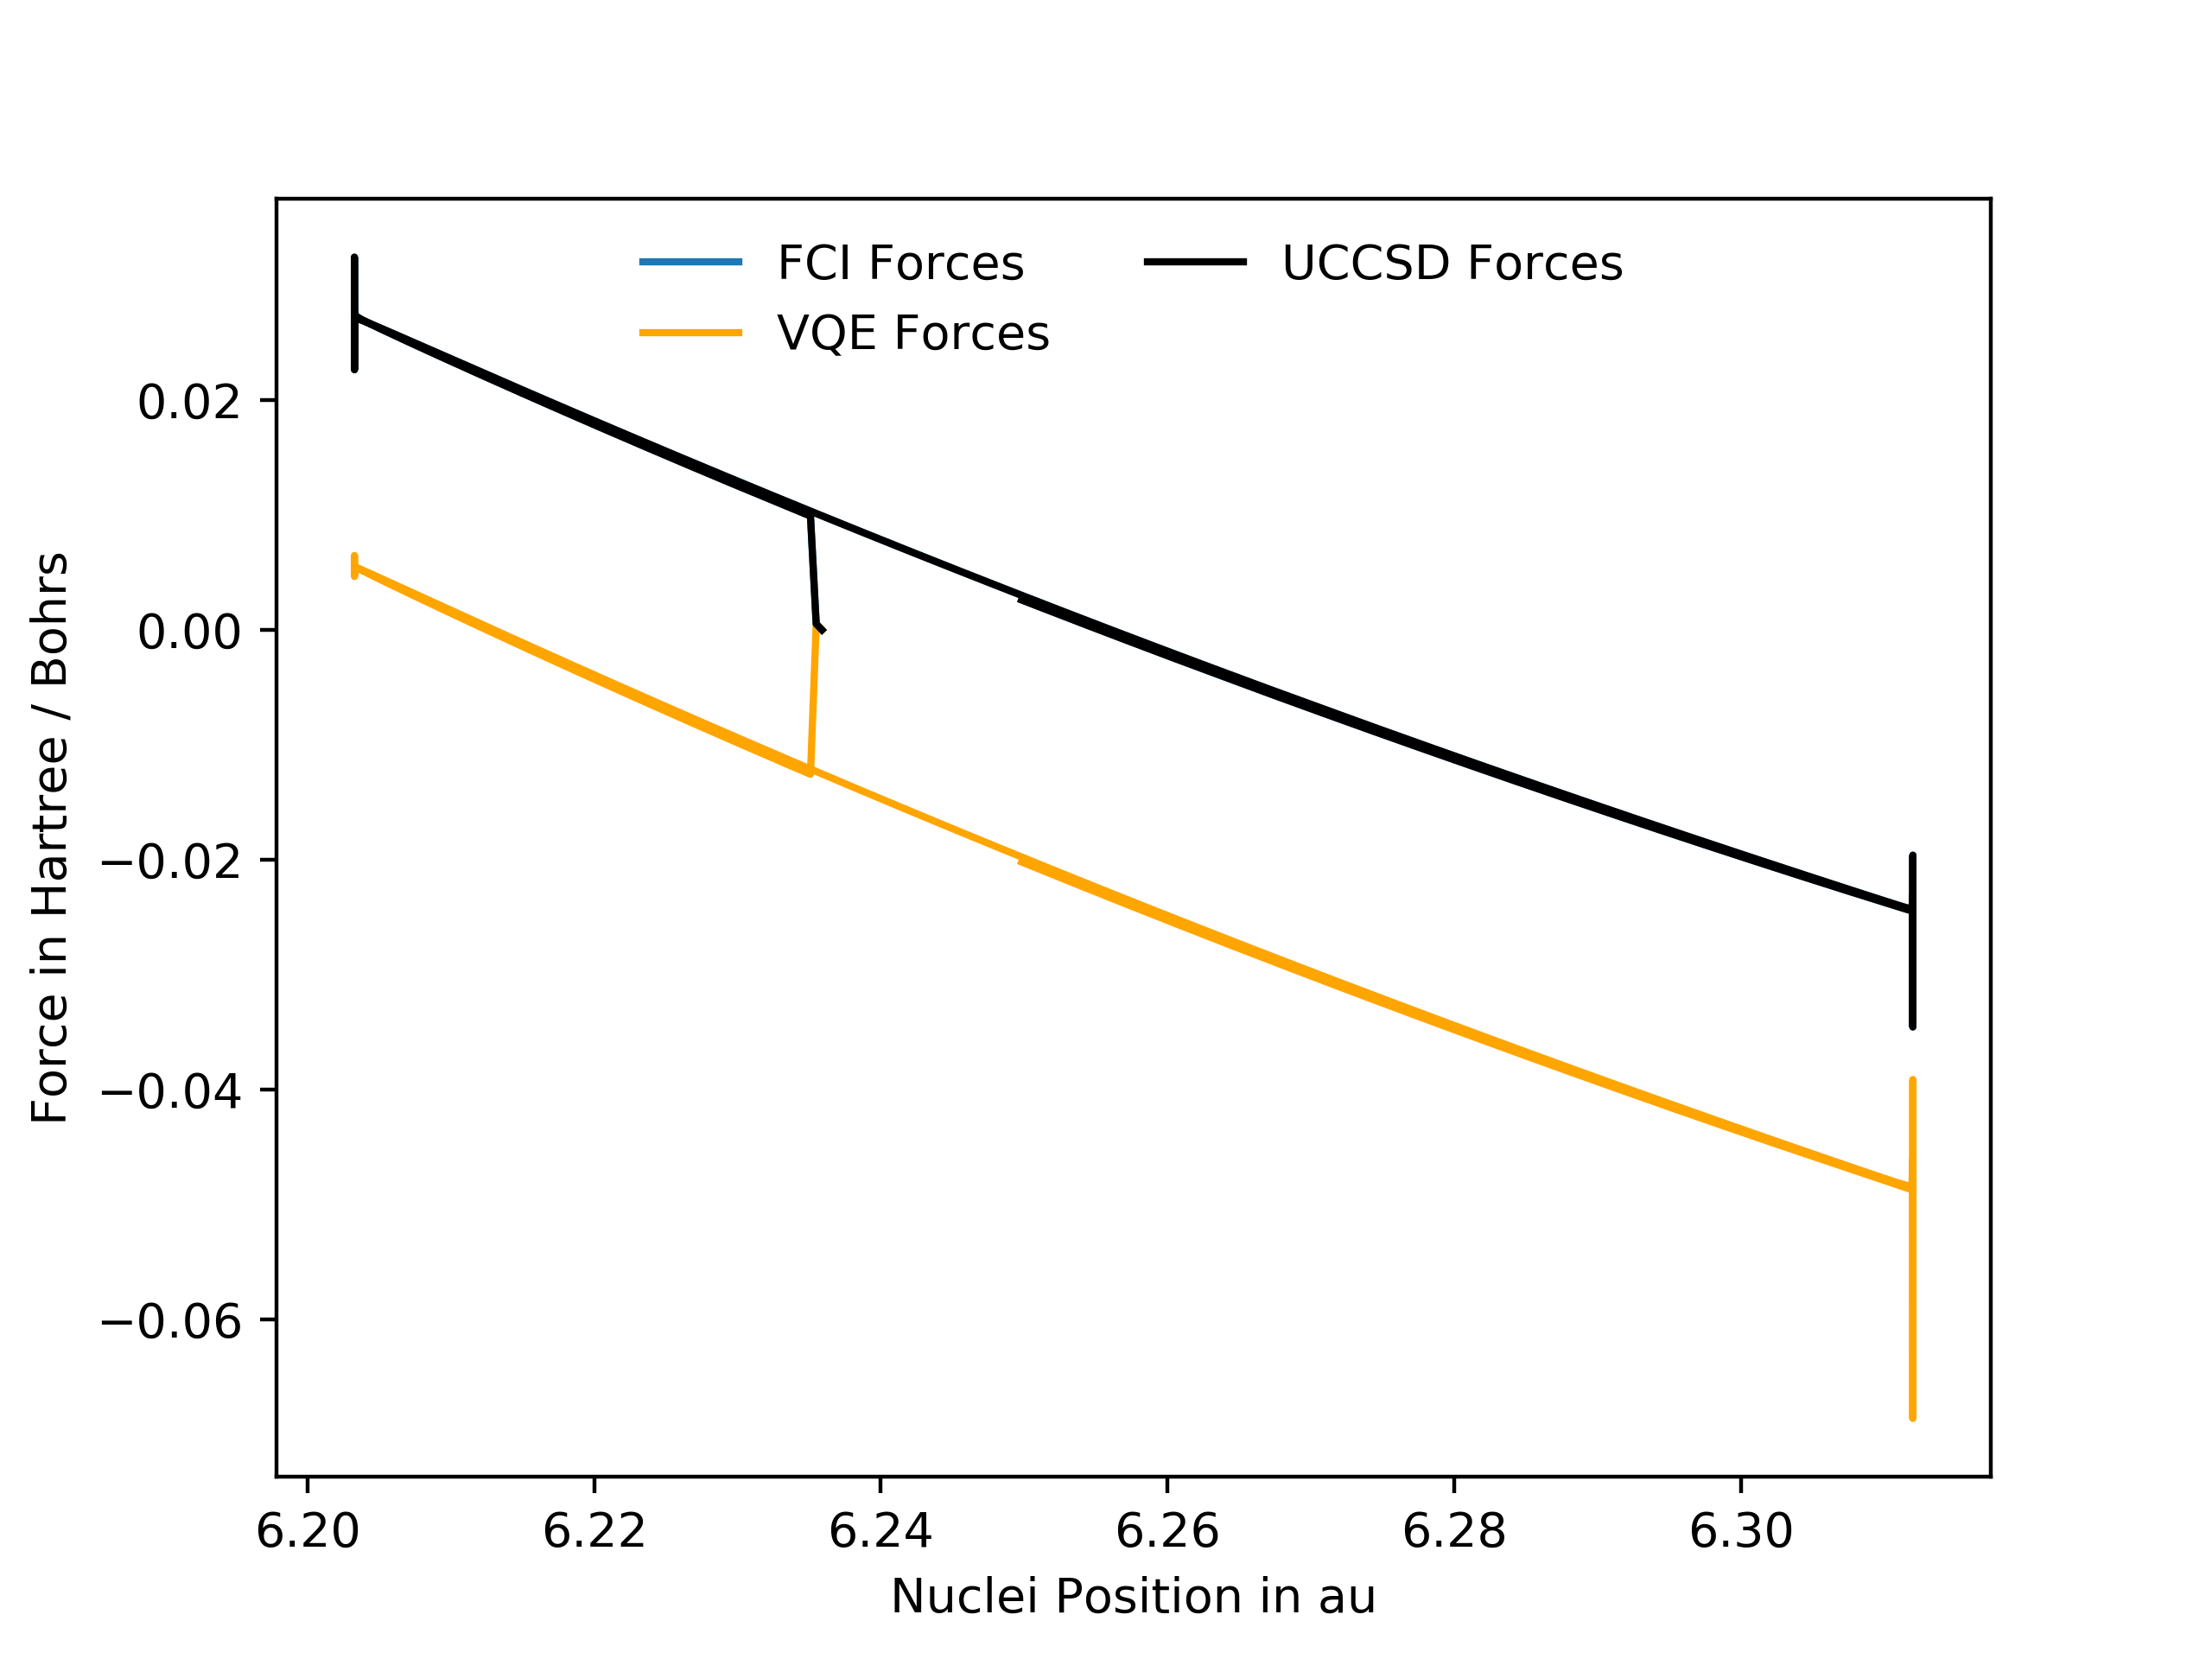 FCI Forces
VQE Forces
UCCSD Forces
0.02
0.00
−0.02
−0.04
−0.06
Force in Hartree / Bohrs
6.20 6.22 6.24 6.26 6.28 6.30
Nuclei Position in au